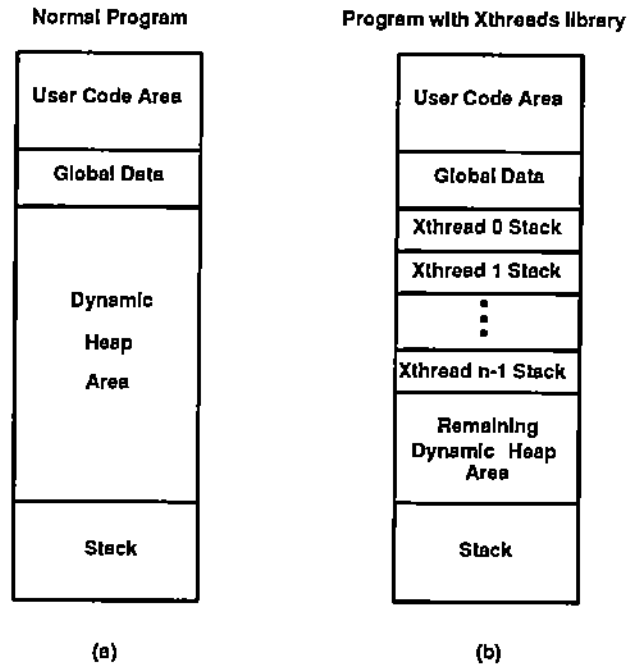 Normal Program
User Code Area
Global Data
Dynamic
Heap
Area
Stack
(a)
Program with Xthreads library
User Code Area
Global Data
Xthread 0 Stack
Xthread 1 Stack
Xthread n-1 Stack
Remaining
Dynamic Heap
Area
Stack
(b)